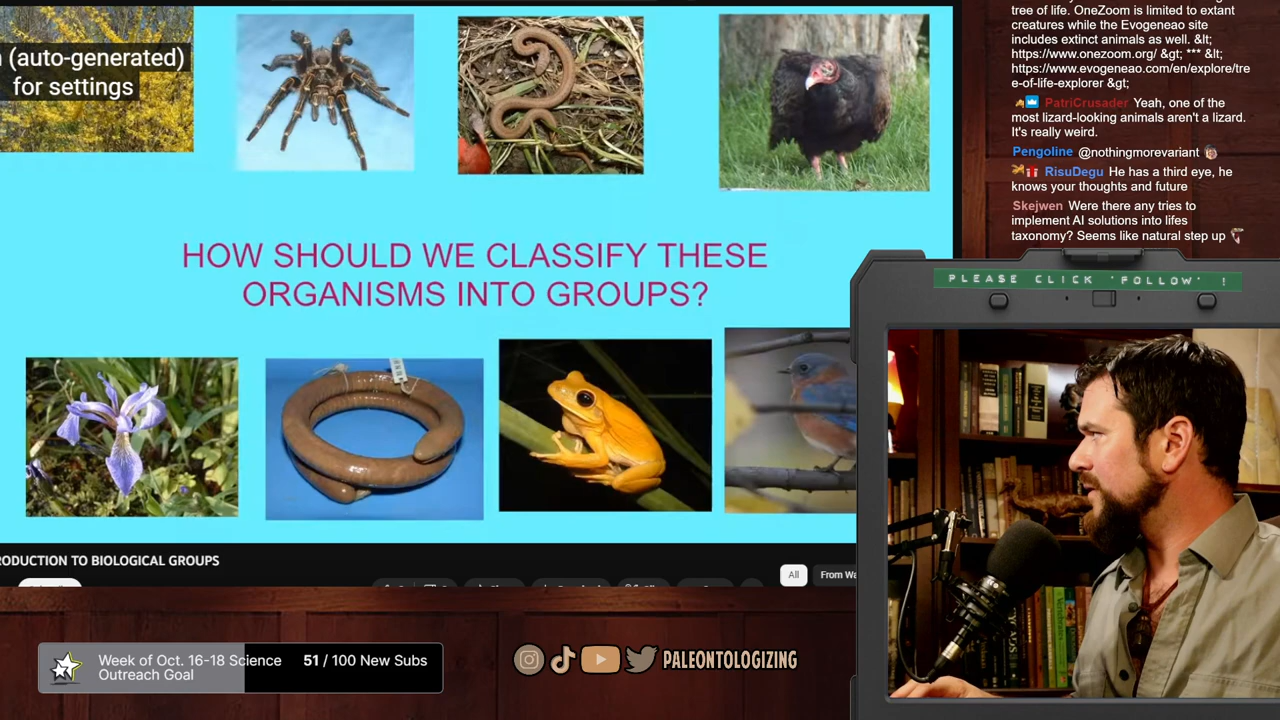 (auto-generated)
for settings
HOW SHOULD WE CLASSIFY THESE
ORGANISMS INTO GROUPS?
RODUCTION TO BIOLOGICAL GROUPS
All
From Wa
tree of life. OneZoom is limited to extant
creatures while the Evogeneao site
includes extinct animals as well. &lt;
https://www.onezoom.org/ &gt; *** &lt;
https://www.evogeneao.com/en/explore/tre
e-of-life-explorer &gt;
PatriCrusader Yeah, one of the
most lizard-looking animals aren't a lizard.
It's really weird.
Pengoline @nothingmorevariant
RisuDegu He has a third eye, he
knows your thoughts and future
Skejwen Were there any tries to
implement AI solutions into lifes
taxonomy? Seems like natural step up
PLEASE CLICK 'FOLLOW' !
Week of Oct. 16-18 Science
Outreach Goal
51 / 100 New Subs
PALEONTOLOGIZING